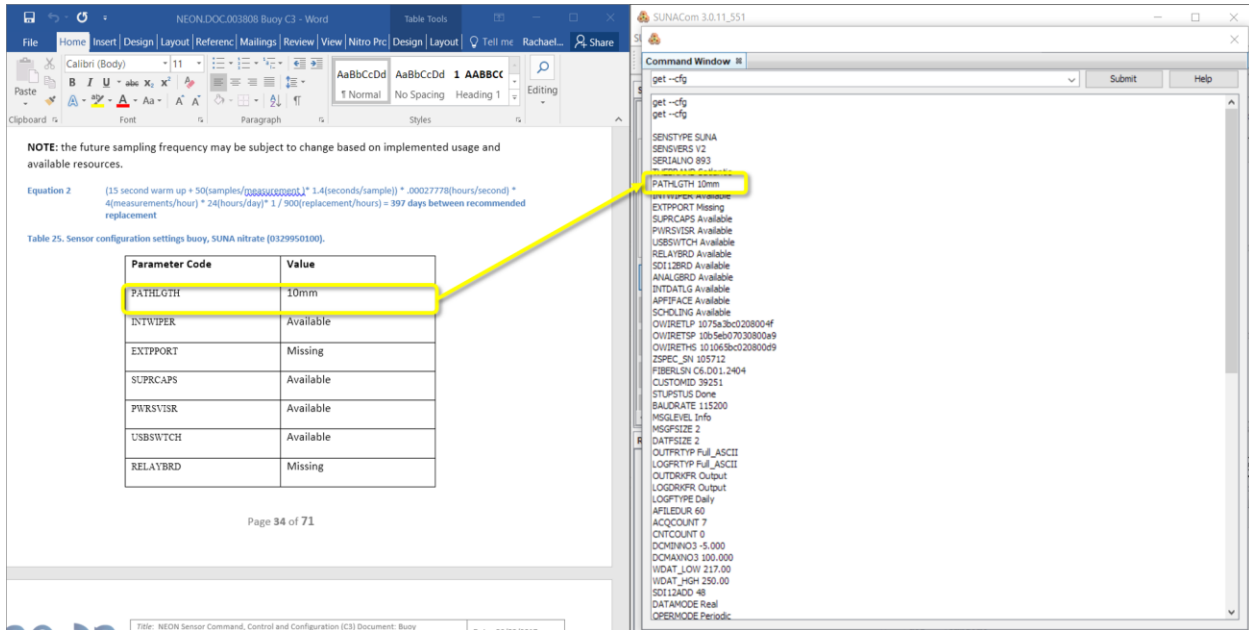 NEON.DOC.003808 Buoy C3 - Word
Table Tools
File Home Insert Design Layout Referenc Mailings Review View Nitro Prc Design Layout Tell me Rachael... Share
Calibri (Body) 11
Paste
B I U abc X₂ X²
Aa A A
AaBbCcDd AaBbCcDd 1 AABBCC
¶ Normal No Spacing Heading 1
Editing
Clipboard Font Paragraph Styles
NOTE: the future sampling frequency may be subject to change based on implemented usage and
available resources.
Equation 2 (15 second warm up + 50(samples/measurement )* 1.4(seconds/sample)) * .00027778(hours/second) *
4(measurements/hour) * 24(hours/day)* 1 / 900(replacement/hours) = 397 days between recommended
replacement
Table 25. Sensor configuration settings buoy, SUNA nitrate (0329950100).
Parameter Code Value
PATHLGTH 10mm
INTWIPER Available
EXTPPORT Missing
SUPRCAPS Available
PWRSVISR Available
USBSWTCH Available
RELAYBRD Missing
Page 34 of 71
Title: NEON Sensor Command, Control and Configuration (C3) Document: Buoy
SUNACom 3.0.11_551
Command Window
get --cfg Submit Help
get --cfg
get --cfg
SENSTYPE SUNA
SENSVERS V2
SERIALNO 893
PATHLGTH 10mm
INTWIPER Available
EXTPPORT Missing
SUPRCAPS Available
PWRSVISR Available
USBSWTCH Available
RELAYBRD Available
SDI12BRD Available
ANALGBRD Available
INTDATLG Available
APFIFACE Available
SCHDLING Available
OWIRETLP 1075a3bc0208004f
OWIRETSP 10b5eb07030800a9
OWIRETHS 101065bc020800d9
ZSPEC_SN 105712
FIBERLSN C6.D01.2404
CUSTOMID 39251
STUPSTUS Done
BAUDRATE 115200
MSGLEVEL Info
MSGFSIZE 2
DATFSIZE 2
OUTFRTYP Full_ASCII
LOGFRTYP Full_ASCII
OUTDRKFR Output
LOGDRKFR Output
LOGFTYPE Daily
AFILEDUR 60
ACQCOUNT 7
CNTCOUNT 0
DCMINNO3 -5.000
DCMAXNO3 100.000
WDAT_LOW 217.00
WDAT_HGH 250.00
SDI12ADD 48
DATAMODE Real
OPERMODE Periodic